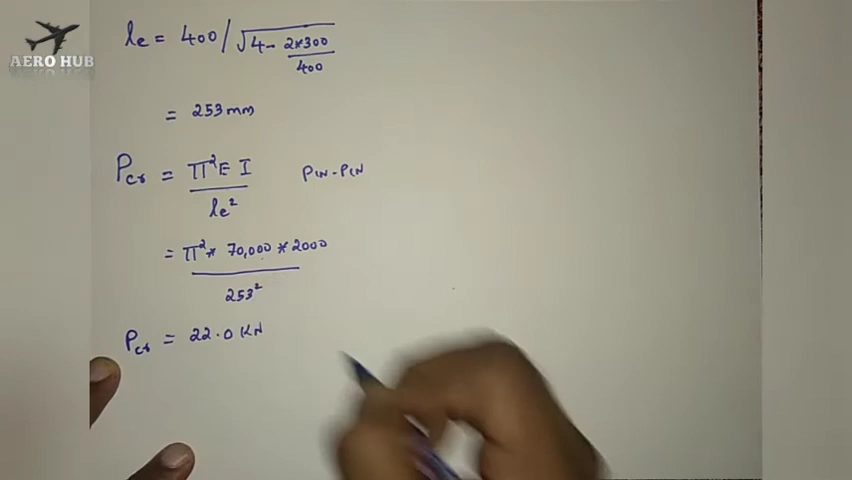 AERO HUB
le = 400 / √4 - 2*300
400
= 253 mm
Pcr = π² E I PIN-PIN
le²
= π² * 70,000 * 2000
253²
Pcr = 22.0 KN